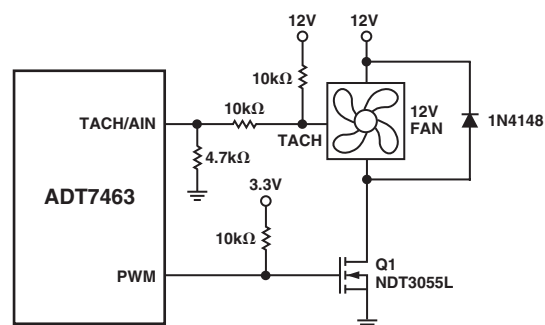 12V
12V
10kΩ
10kΩ
TACH/AIN
TACH
12V
FAN
1N4148
4.7kΩ
ADT7463
3.3V
10kΩ
PWM
Q1
NDT3055L